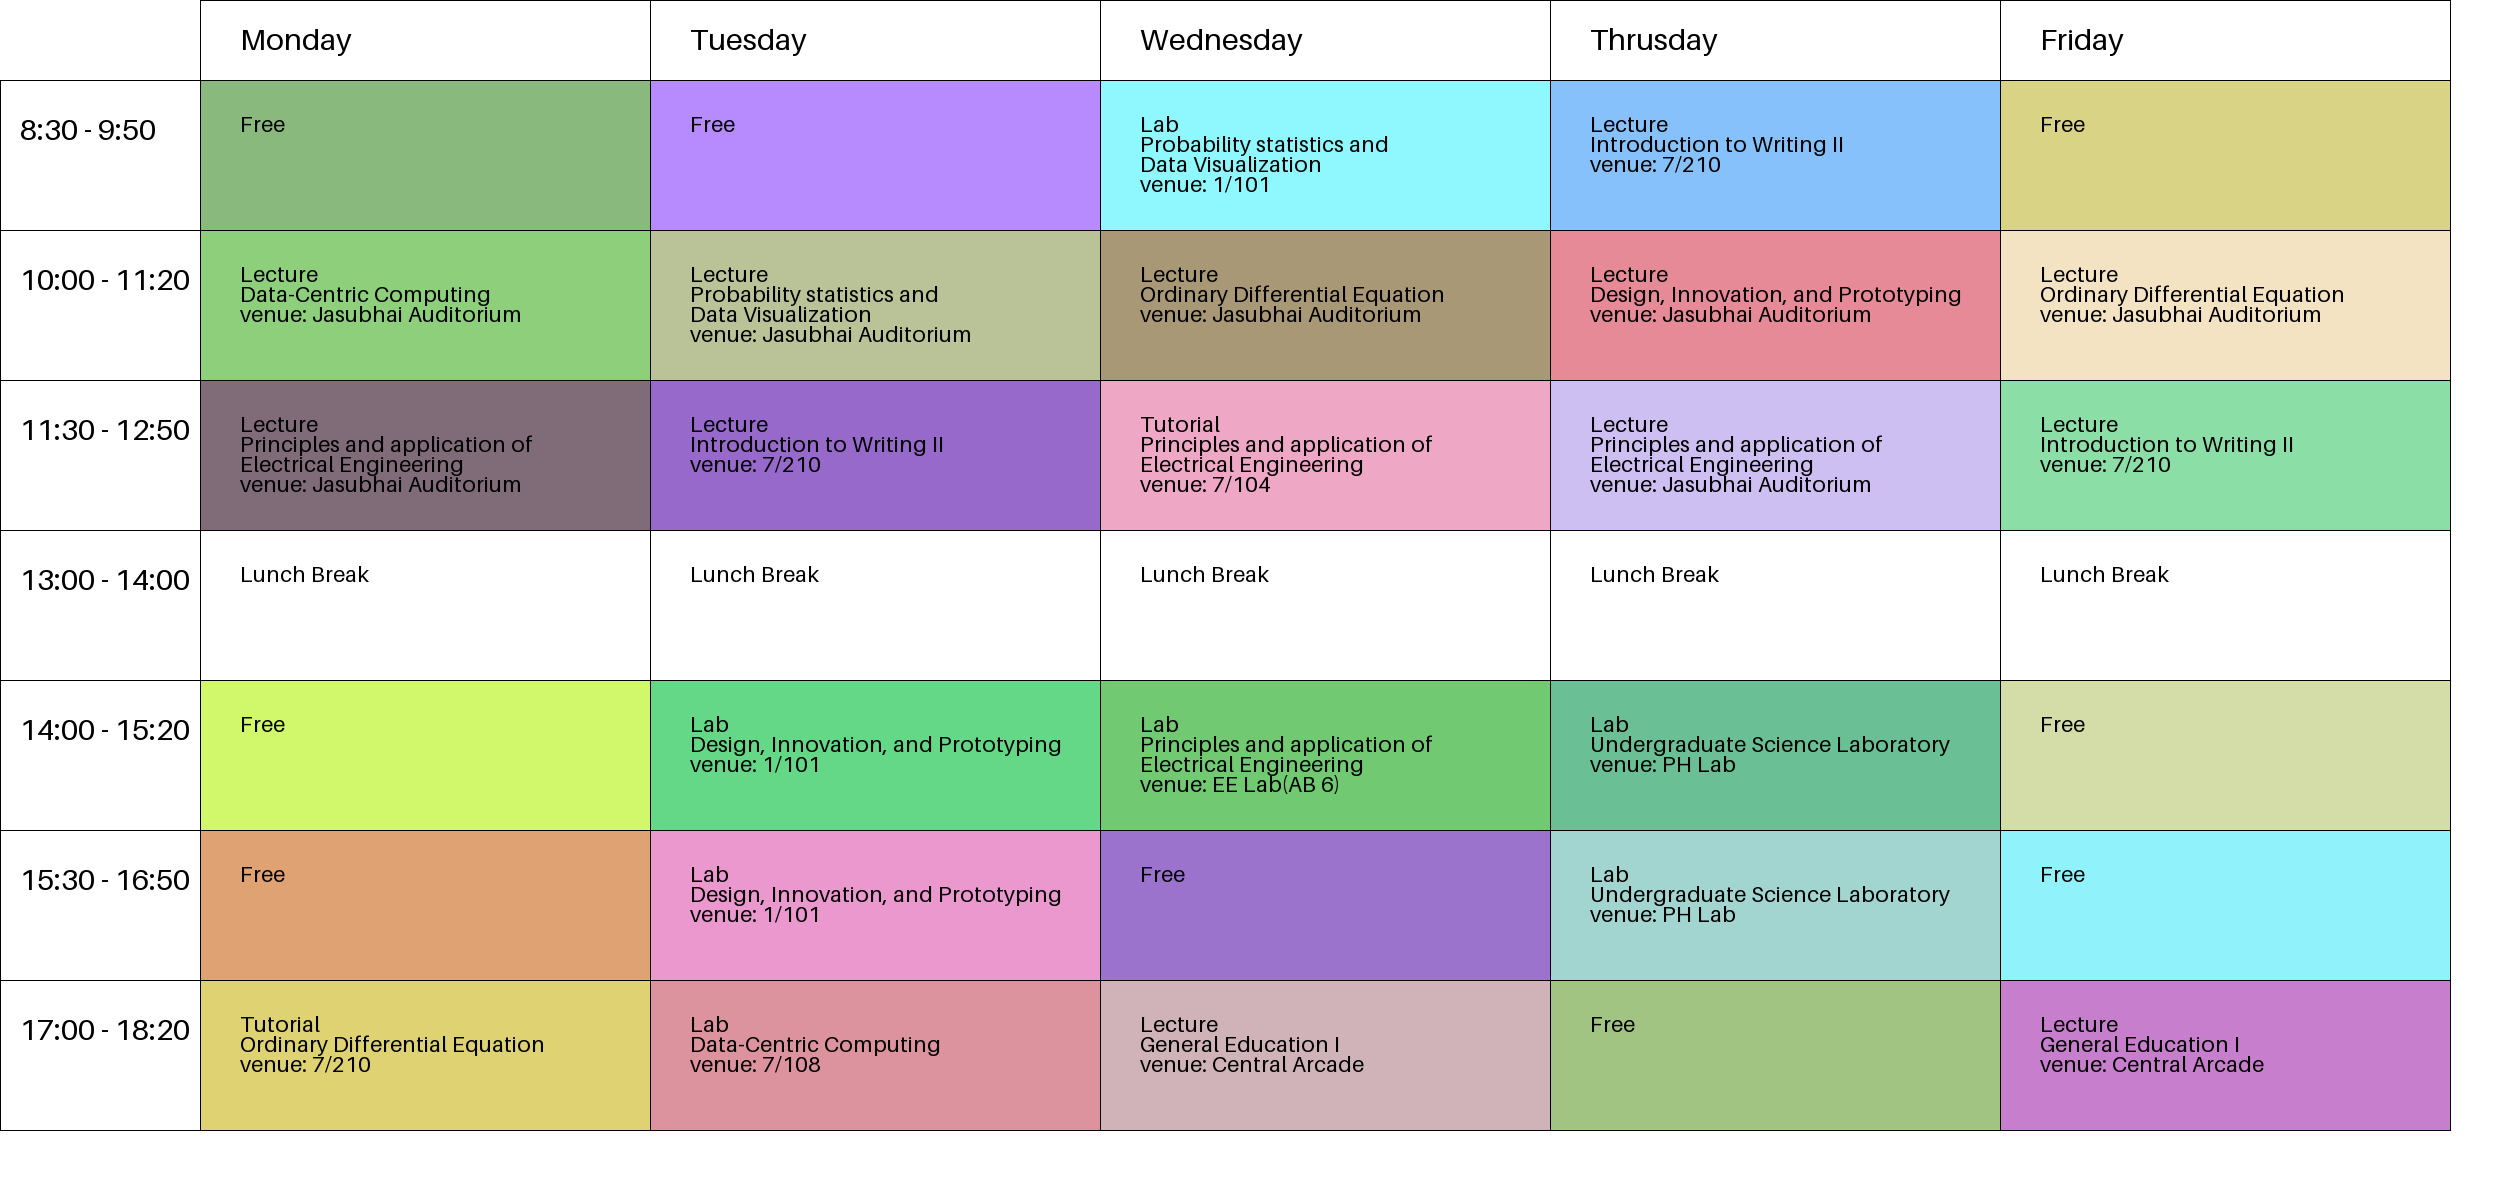 Monday
Tuesday
Wednesday
Thrusday
Friday
8:30 - 9:50
Free
Free
Lab
Probability statistics and
Data Visualization
venue: 1/101
Lecture
Introduction to Writing II
venue: 7/210
Free
10:00 - 11:20
Lecture
Data-Centric Computing
venue: Jasubhai Auditorium
Lecture
Probability statistics and
Data Visualization
venue: Jasubhai Auditorium
Lecture
Ordinary Differential Equation
venue: Jasubhai Auditorium
Lecture
Design, Innovation, and Prototyping
venue: Jasubhai Auditorium
Lecture
Ordinary Differential Equation
venue: Jasubhai Auditorium
11:30 - 12:50
Lecture
Principles and application of
Electrical Engineering
venue: Jasubhai Auditorium
Lecture
Introduction to Writing II
venue: 7/210
Tutorial
Principles and application of
Electrical Engineering
venue: 7/104
Lecture
Principles and application of
Electrical Engineering
venue: Jasubhai Auditorium
Lecture
Introduction to Writing II
venue: 7/210
13:00 - 14:00
Lunch Break
Lunch Break
Lunch Break
Lunch Break
Lunch Break
14:00 - 15:20
Free
Lab
Design, Innovation, and Prototyping
venue: 1/101
Lab
Principles and application of
Electrical Engineering
venue: EE Lab(AB 6)
Lab
Undergraduate Science Laboratory
venue: PH Lab
Free
15:30 - 16:50
Free
Lab
Design, Innovation, and Prototyping
venue: 1/101
Free
Lab
Undergraduate Science Laboratory
venue: PH Lab
Free
17:00 - 18:20
Tutorial
Ordinary Differential Equation
venue: 7/210
Lab
Data-Centric Computing
venue: 7/108
Lecture
General Education I
venue: Central Arcade
Free
Lecture
General Education I
venue: Central Arcade